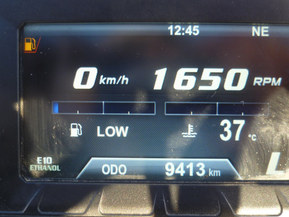 12:45 NE
0 km/h 1650 RPM
LOW 37 °C
E10
ETHANOL
ODO 9413 km
L